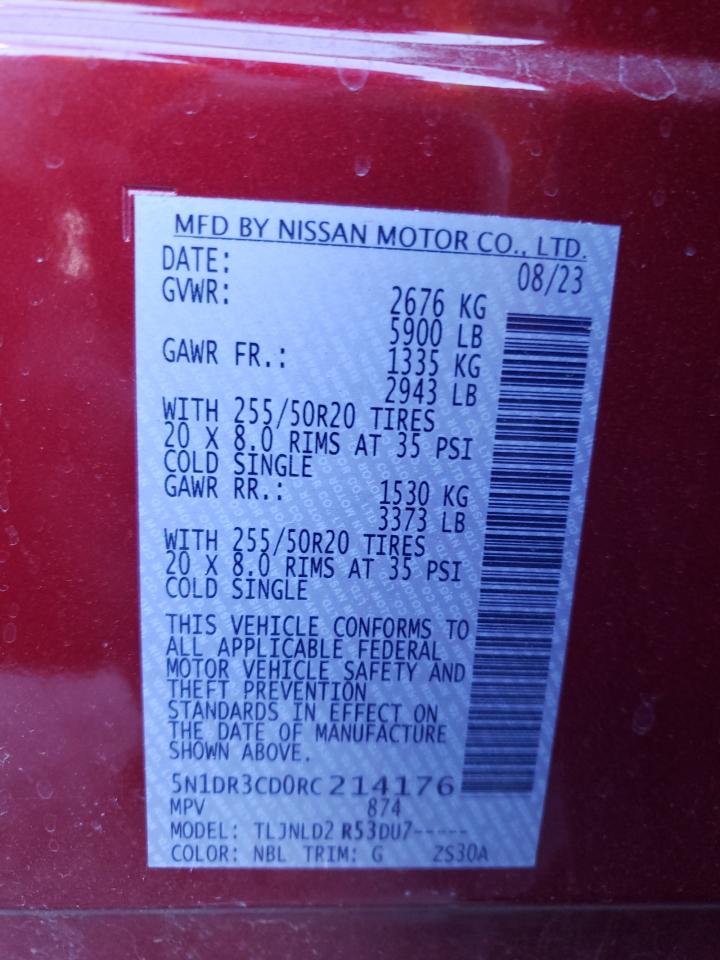 MFD BY NISSAN MOTOR CO., LTD.
DATE: 08/23
GVWR: 2676 KG
5900 LB
GAWR FR.: 1335 KG
2943 LB
WITH 255/50R20 TIRES
20 X 8.0 RIMS AT 35 PSI
COLD SINGLE
GAWR RR.: 1530 KG
3373 LB
WITH 255/50R20 TIRES
20 X 8.0 RIMS AT 35 PSI
COLD SINGLE
THIS VEHICLE CONFORMS TO
ALL APPLICABLE FEDERAL
MOTOR VEHICLE SAFETY AND
THEFT PREVENTION
STANDARDS IN EFFECT ON
THE DATE OF MANUFACTURE
SHOWN ABOVE.
5N1DR3CD0RC214176
MPV 874
MODEL: TLJNLD2 R53DU7-----
COLOR: NBL TRIM: G ZS30A